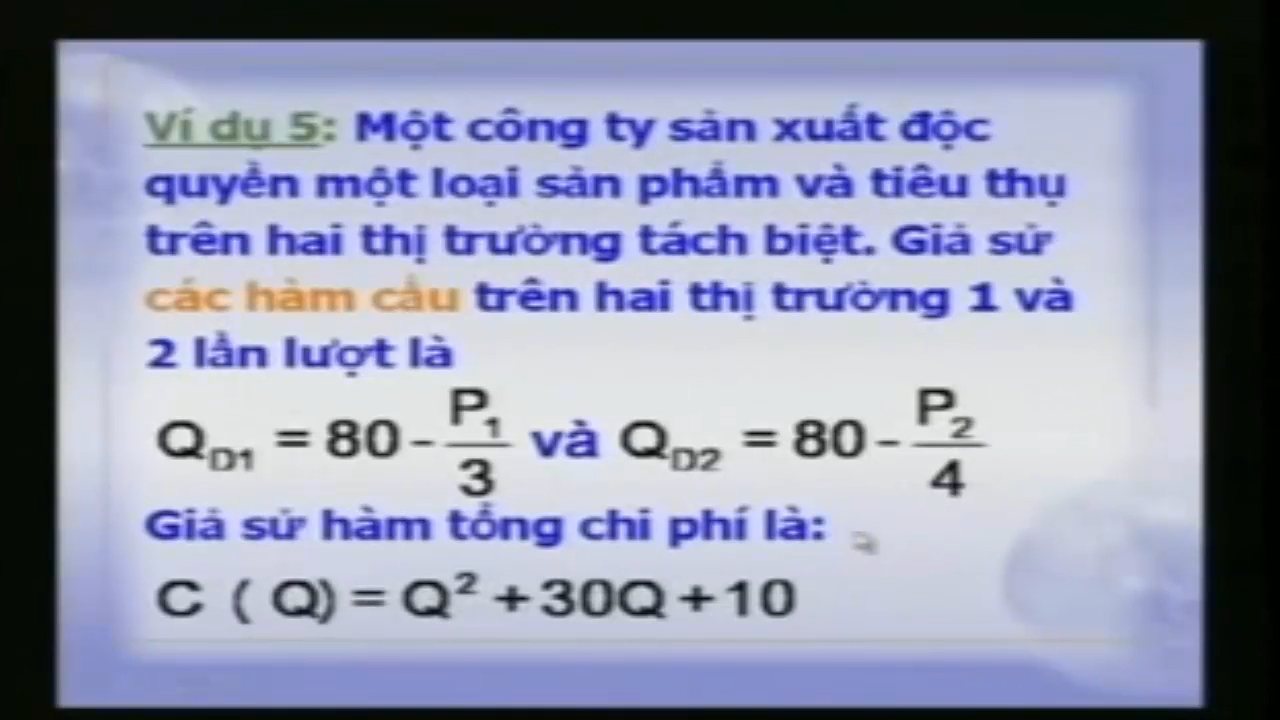 Ví dụ 5: Một công ty sản xuất độc
quyền một loại sản phẩm và tiêu thụ
trên hai thị trường tách biệt. Giả sử
các hàm cầu trên hai thị trường 1 và
2 lần lượt là
Q_D1 = 80 - P_1/3 và Q_D2 = 80 - P_2/4
Giả sử hàm tổng chi phí là:
C ( Q) = Q² + 30Q + 10